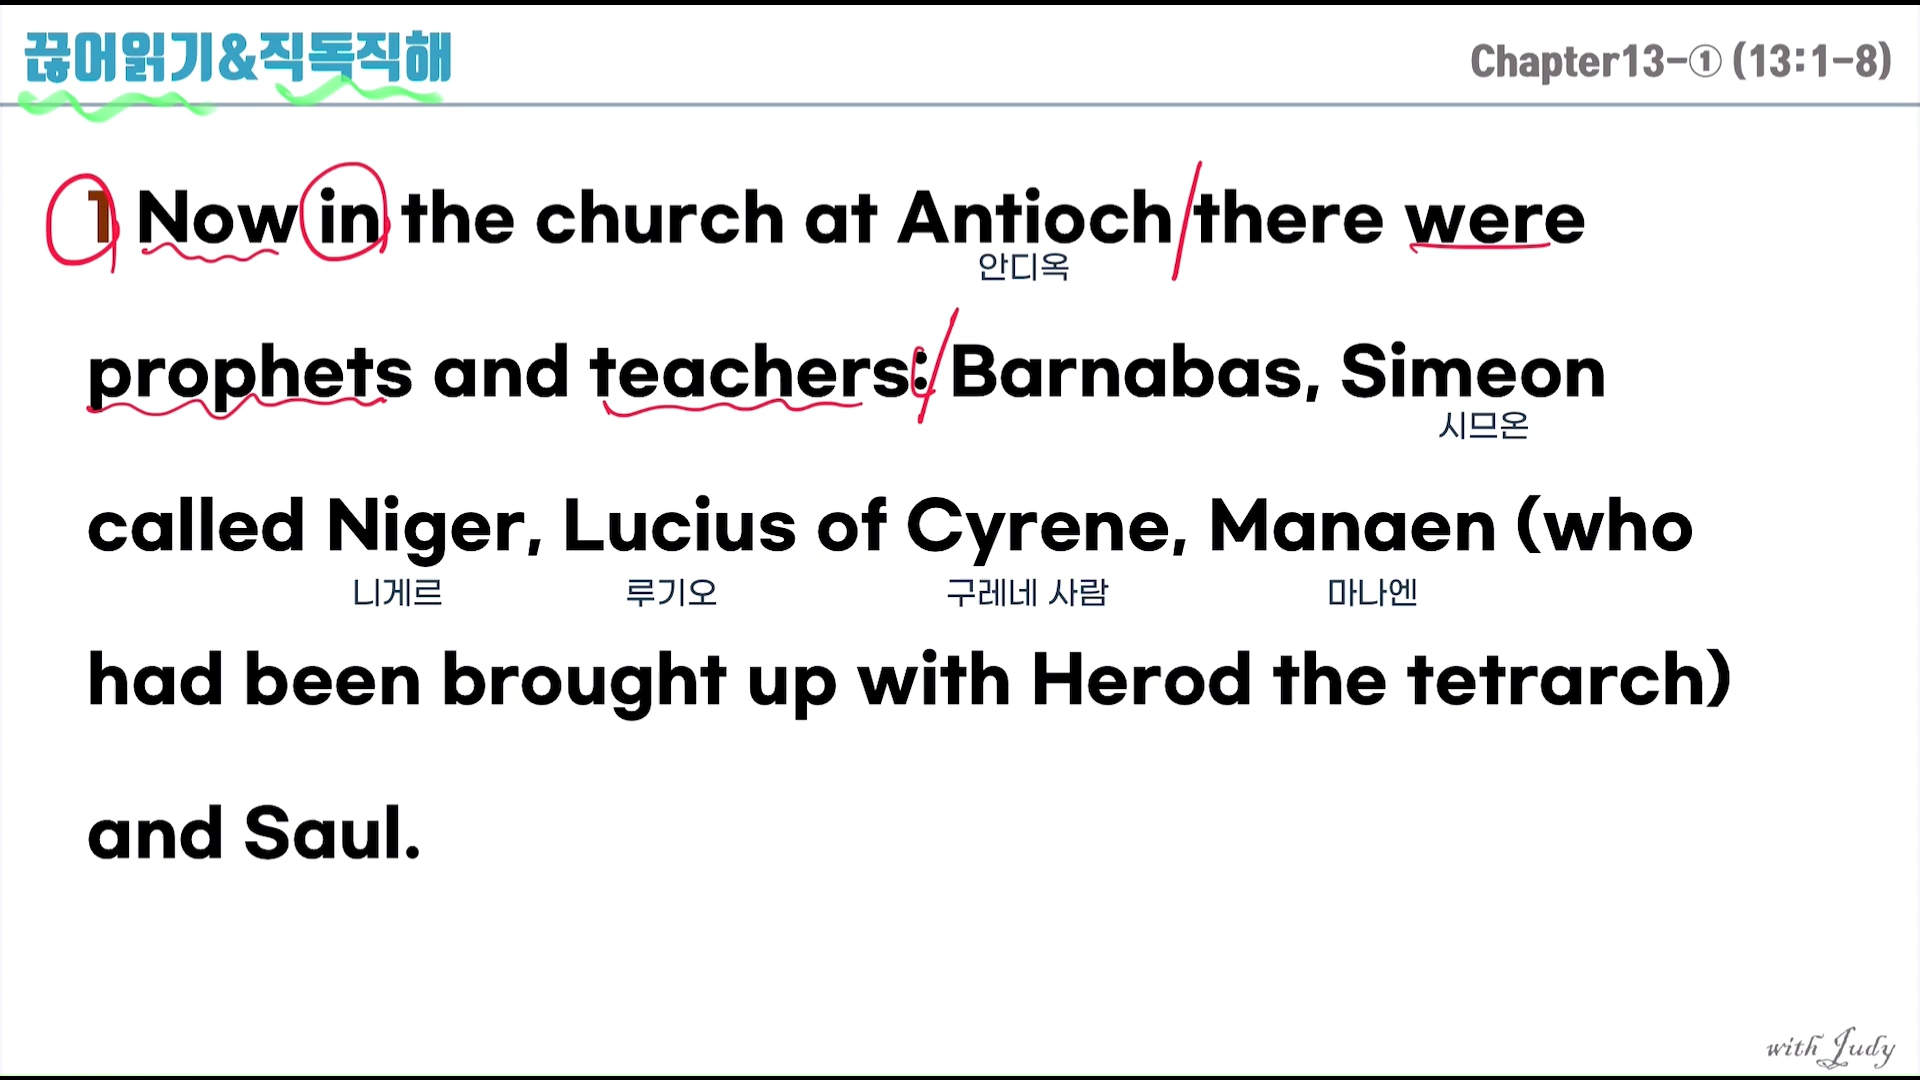 끊어읽기&직독직해
Chapter13-① (13:1-8)
1 Now in the church at Antioch there were
안디옥
prophets and teachers: Barnabas, Simeon
시므온
called Niger, Lucius of Cyrene, Manaen (who
니게르 루기오 구레네 사람 마나엔
had been brought up with Herod the tetrarch)
and Saul.
with Judy